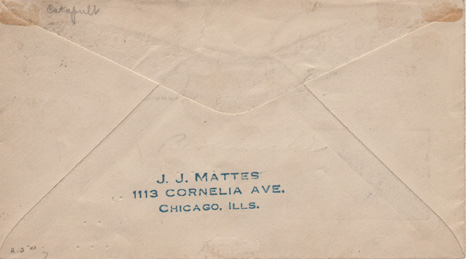 Catapult
J. J. MATTES
1113 CORNELIA AVE.
CHICAGO, ILLS.